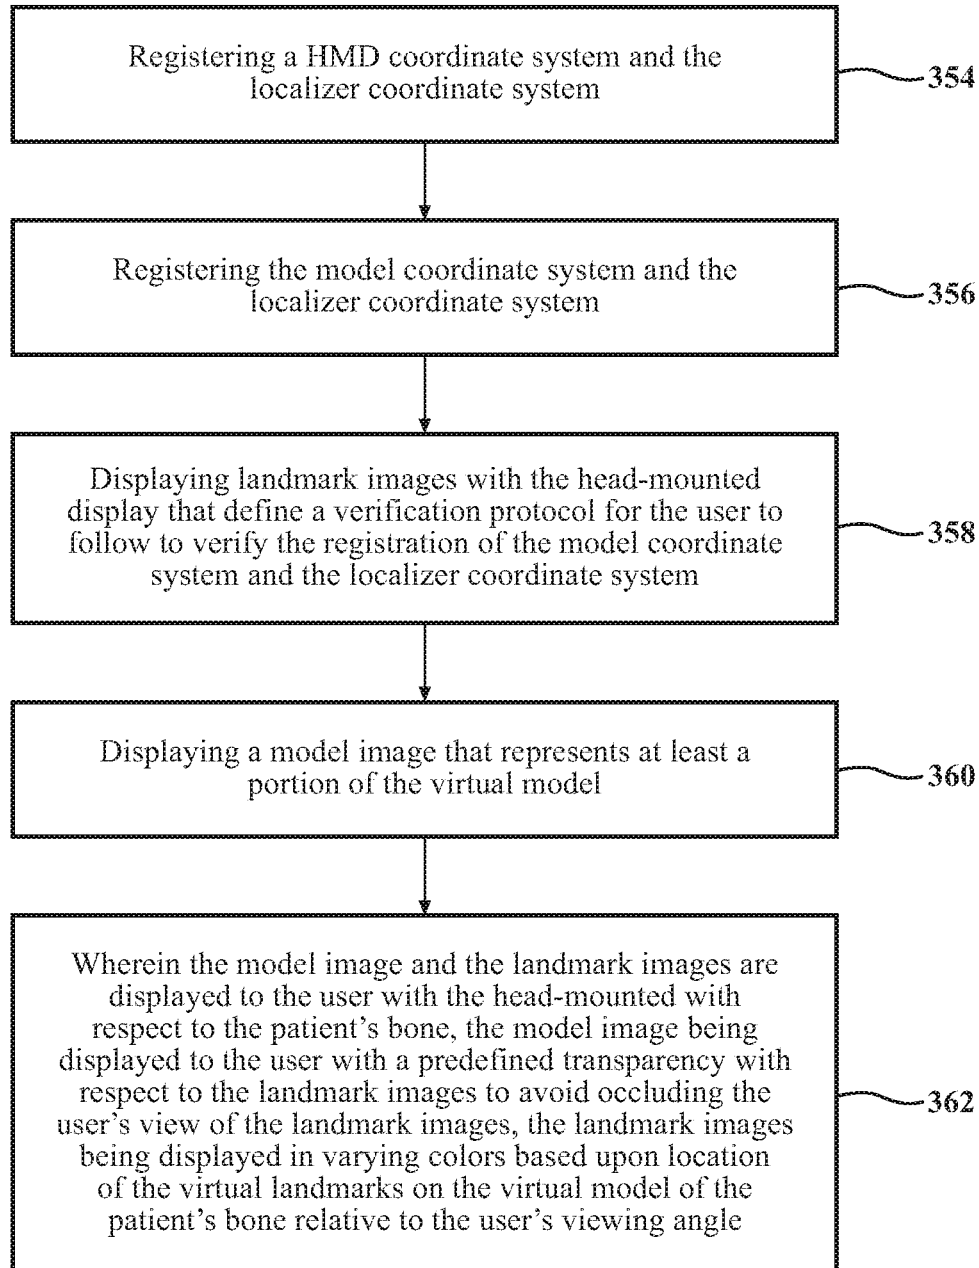 Registering a HMD coordinate system and the
localizer coordinate system
354
Registering the model coordinate system and the
localizer coordinate system
356
Displaying landmark images with the head-mounted
display that define a verification protocol for the user to
follow to verify the registration of the model coordinate
system and the localizer coordinate system
358
Displaying a model image that represents at least a
portion of the virtual model
360
Wherein the model image and the landmark images are
displayed to the user with the head-mounted with
respect to the patient's bone, the model image being
displayed to the user with a predefined transparency with
respect to the landmark images to avoid occluding the
user's view of the landmark images, the landmark images
being displayed in varying colors based upon location
of the virtual landmarks on the virtual model of the
patient's bone relative to the user's viewing angle
362